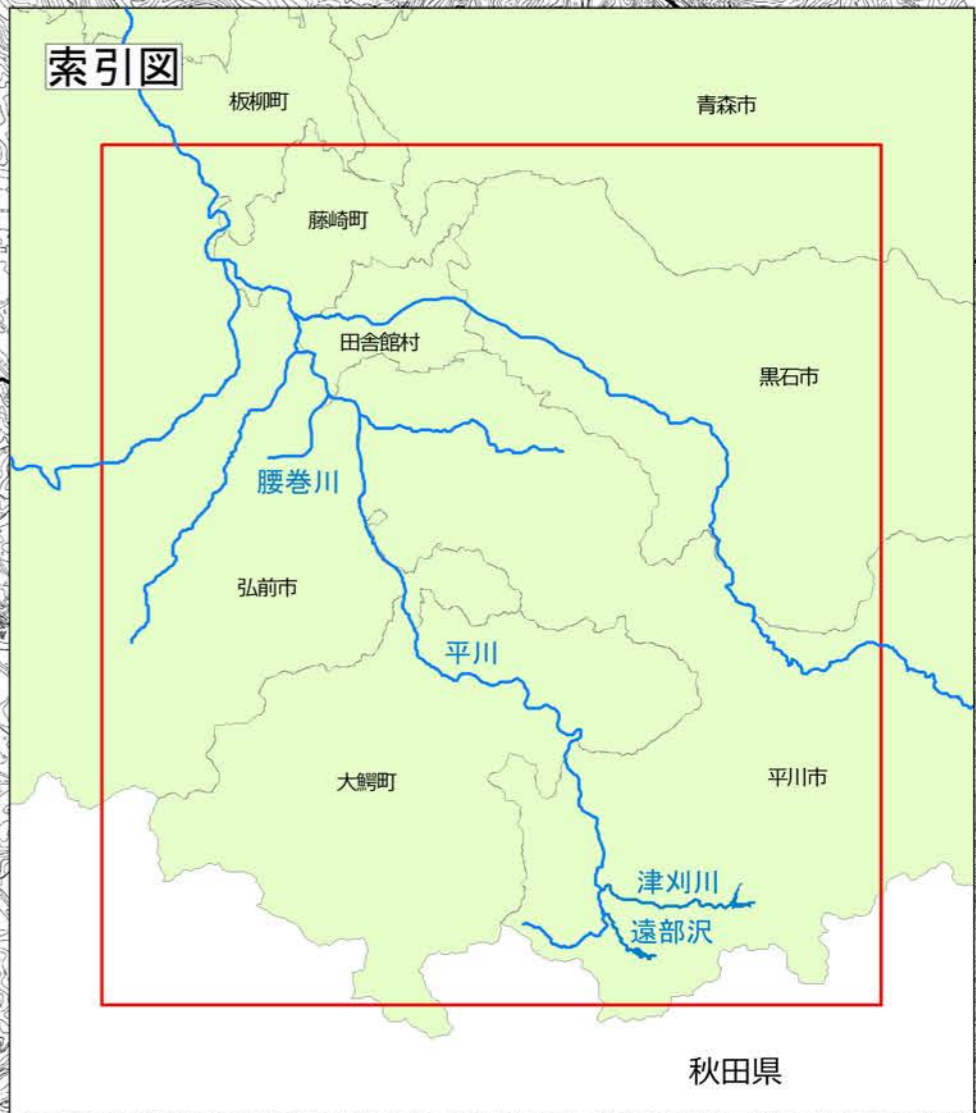 索引図
板柳町
青森市
藤崎町
田舎館村
黒石市
腰巻川
弘前市
平川
大鰐町
平川市
津刈川
遠部沢
秋田県